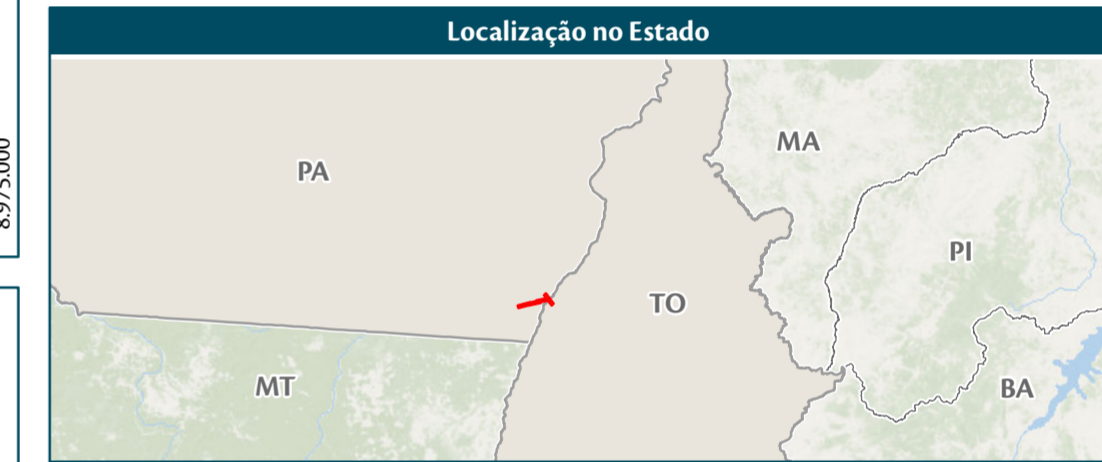 Localização no Estado
8.975.000
MA
PA
PI
TO
MT
BA